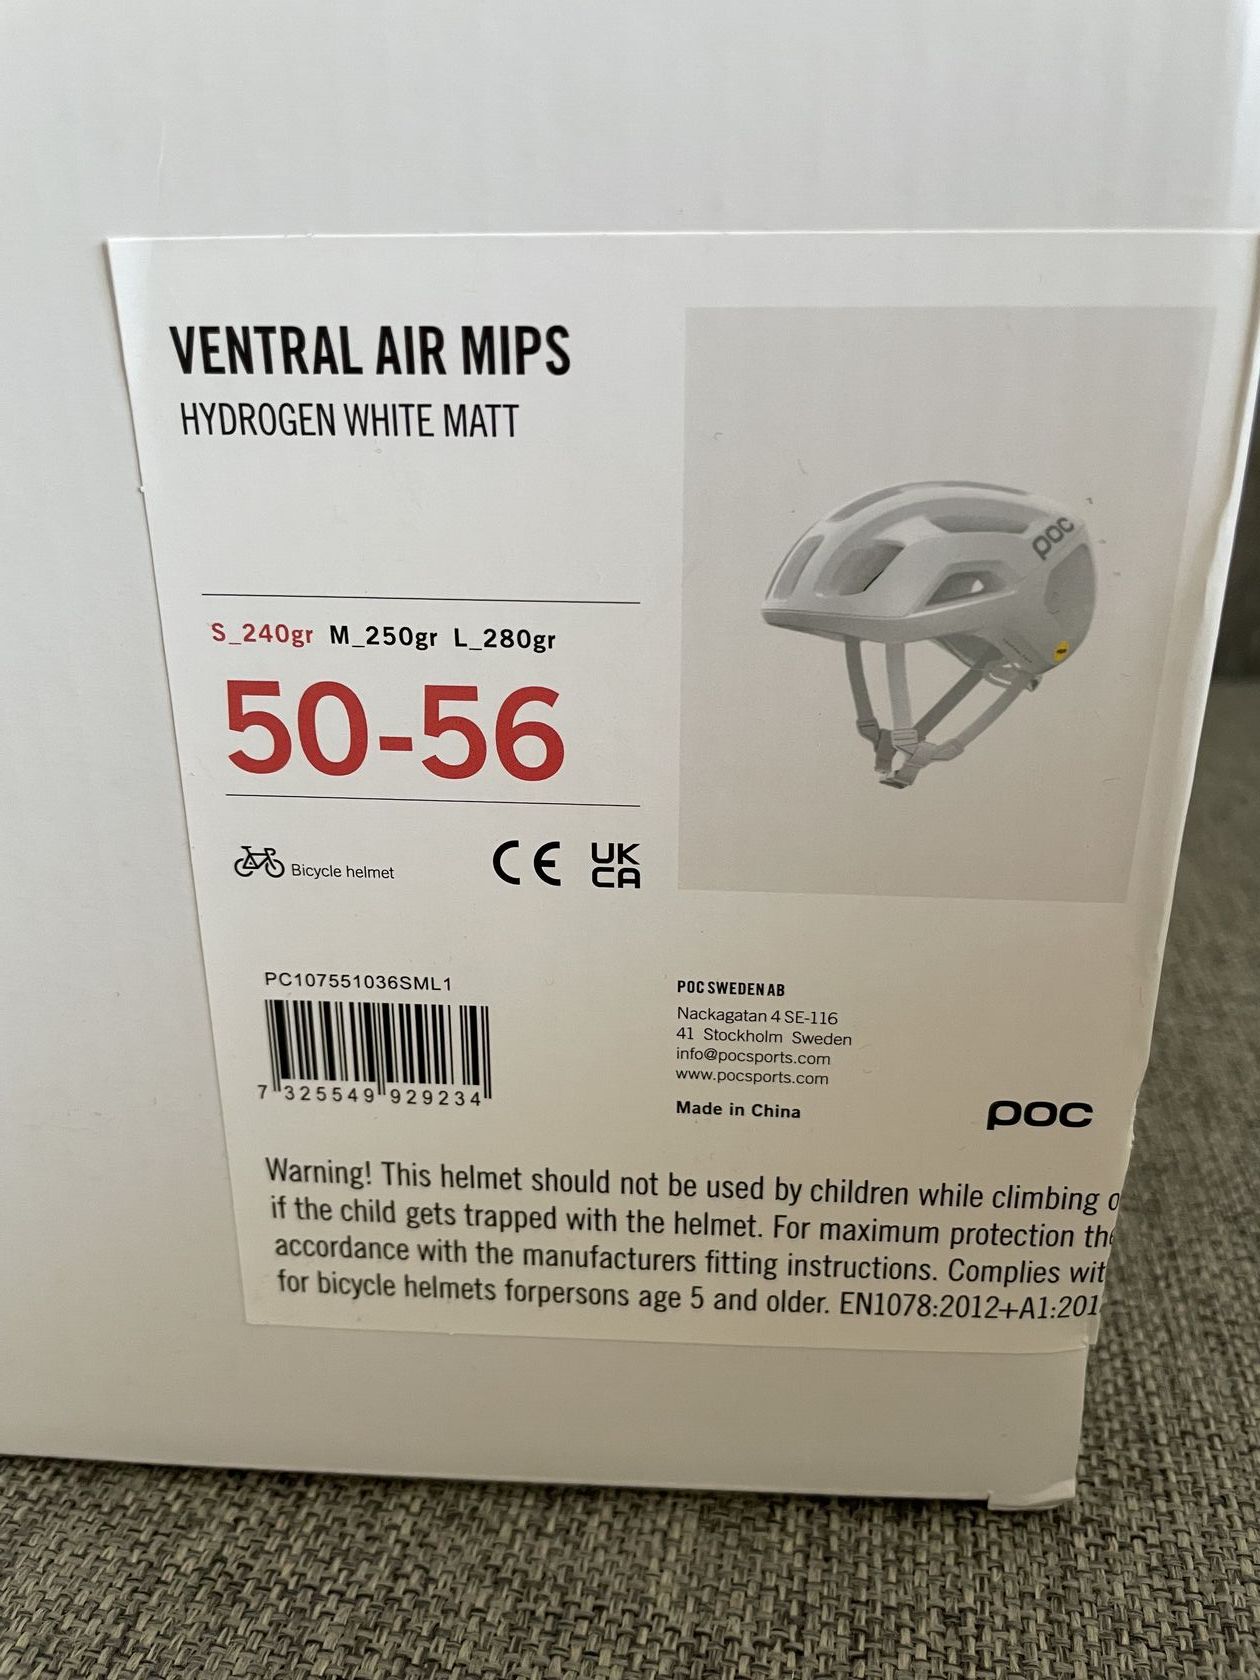 VENTRAL AIR MIPS
HYDROGEN WHITE MATT
poc
S_240gr M_250gr L_280gr
50-56
Bicycle helmet
CE
UK
CA
PC107551036SML1
7 325549 929234
POC SWEDEN AB
Nackagatan 4 SE-116
41 Stockholm Sweden
info@pocsports.com
www.pocsports.com
Made in China
poc
Warning! This helmet should not be used by children while climbing o
if the child gets trapped with the helmet. For maximum protection the
accordance with the manufacturers fitting instructions. Complies wit
for bicycle helmets forpersons age 5 and older. EN1078:2012+A1:201